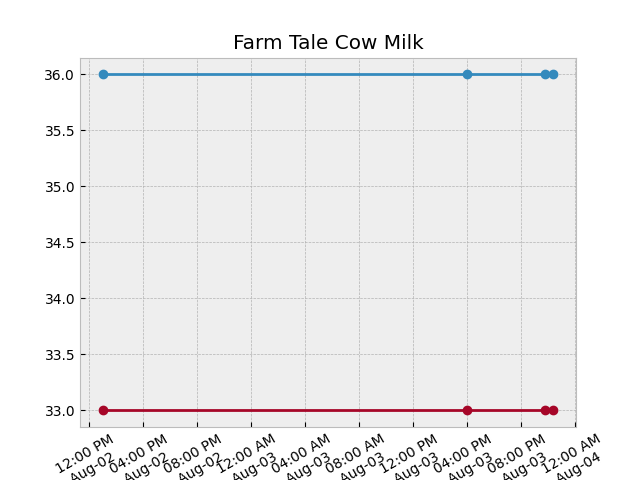 Farm Tale Cow Milk
36.0
35.5
35.0
34.5
34.0
33.5
33.0
12:00 PM
Aug-02
04:00 PM
Aug-02
08:00 PM
Aug-02
12:00 AM
Aug-03
04:00 AM
Aug-03
08:00 AM
Aug-03
12:00 PM
Aug-03
04:00 PM
Aug-03
08:00 PM
Aug-03
12:00 AM
Aug-04